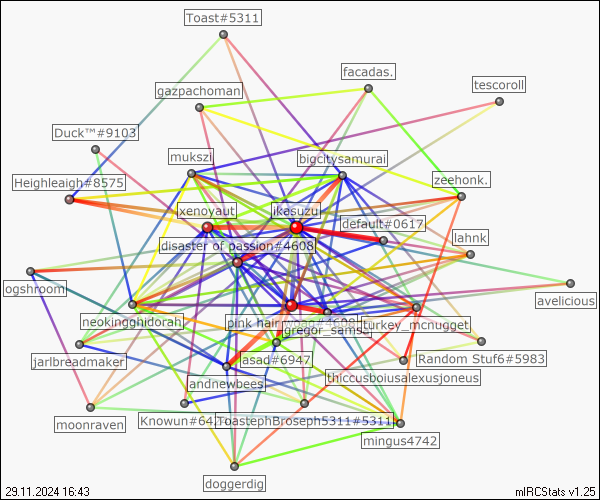 Toast#5311
facadas.
tescoroll
gazpachoman
Duck™#9103
mukszi
bigcitysamurai
Heighleaigh#8575
zeehonk.
xenoyaut
ikasuzu
default#0617
disaster of passion#4608
lahnk
ogshroom
avelicious
neokingghidorah
pink hair
turkey_mcnugget
gregor_samsa
jarlbreadmaker
asad#6947
Random Stuf6#5983
andnewbees
thiccusboiusalexusjoneus
moonraven
Knowun#64
ToastephBroseph5311#5311
mingus4742
doggerdig
29.11.2024 16:43
mIRCStats v1.25